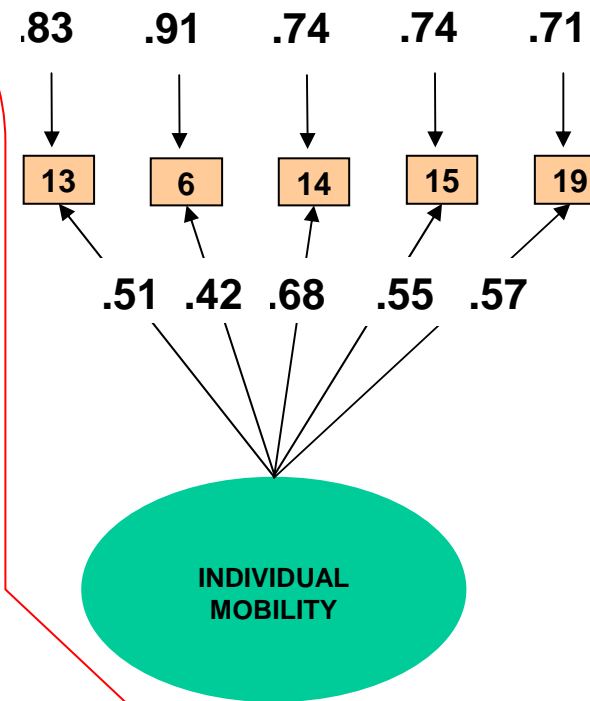 .83 .91 .74 .74 .71
13 6 14 15 19
.51 .42 .68 .55 .57
INDIVIDUAL
MOBILITY